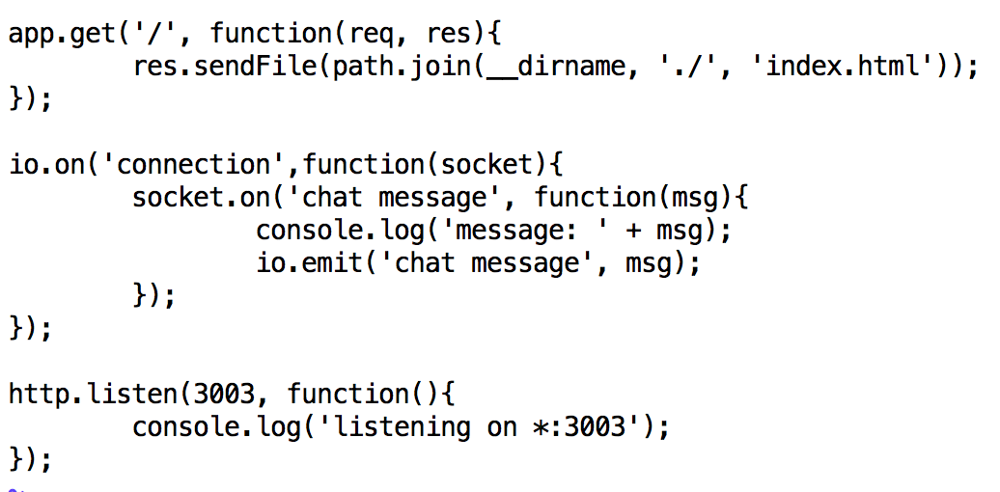 app.get('/', function(req, res){
        res.sendFile(path.join(__dirname, './', 'index.html'));
});

io.on('connection',function(socket){
        socket.on('chat message', function(msg){
                console.log('message: ' + msg);
                io.emit('chat message', msg);
        });
});

http.listen(3003, function(){
        console.log('listening on *:3003');
});